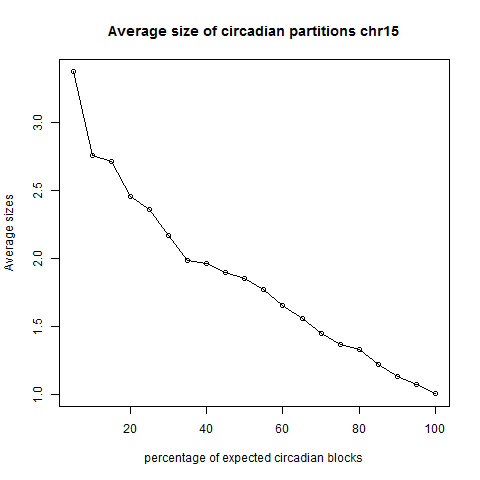 Average size of circadian partitions chr15
Average sizes
3.0
2.5
2.0
1.5
1.0
20 40 60 80 100
percentage of expected circadian blocks